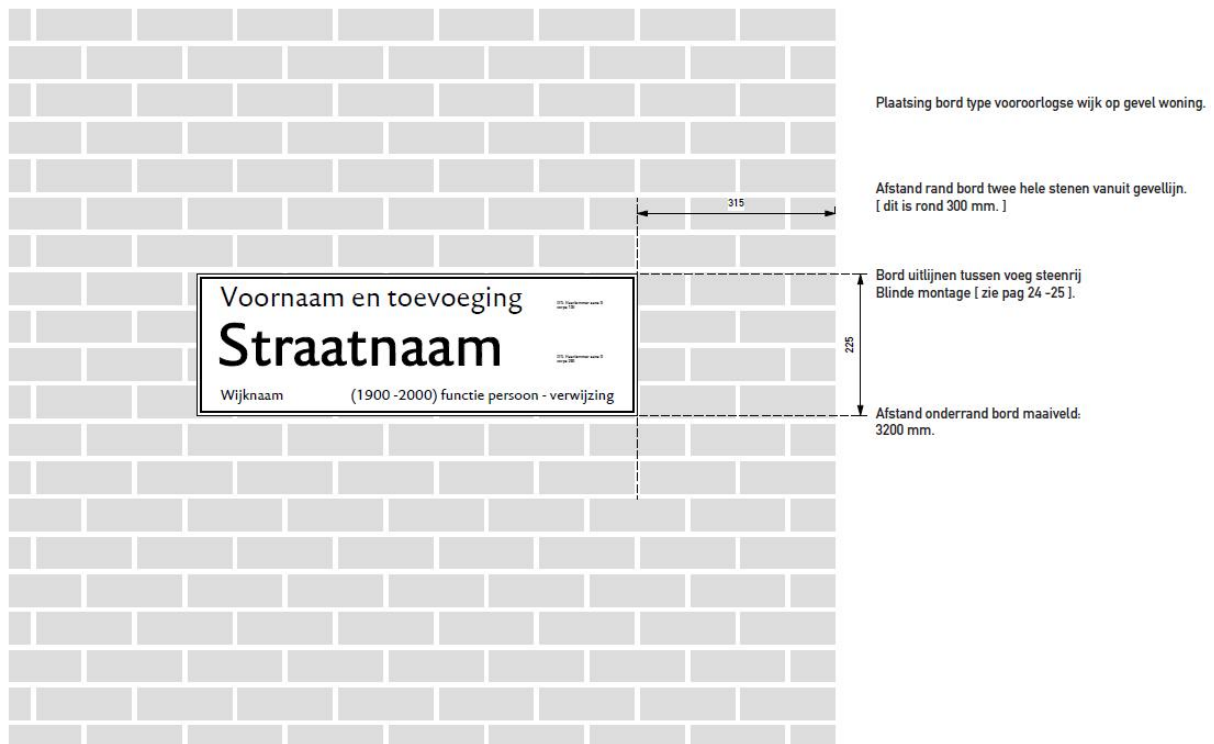 Plaatsing bord type vooroorlogse wijk op gevel woning.
Afstand rand bord twee hele stenen vanuit gevellijn.
[ dit is rond 300 mm. ]
315
Bord uitlijnen tussen voeg steenrij
Blinde montage [ zie pag 24 -25 ].
Voornaam en toevoeging
Straatnaam
Wijknaam (1900 -2000) functie persoon - verwijzing
225
Afstand onderrand bord maaiveld:
3200 mm.